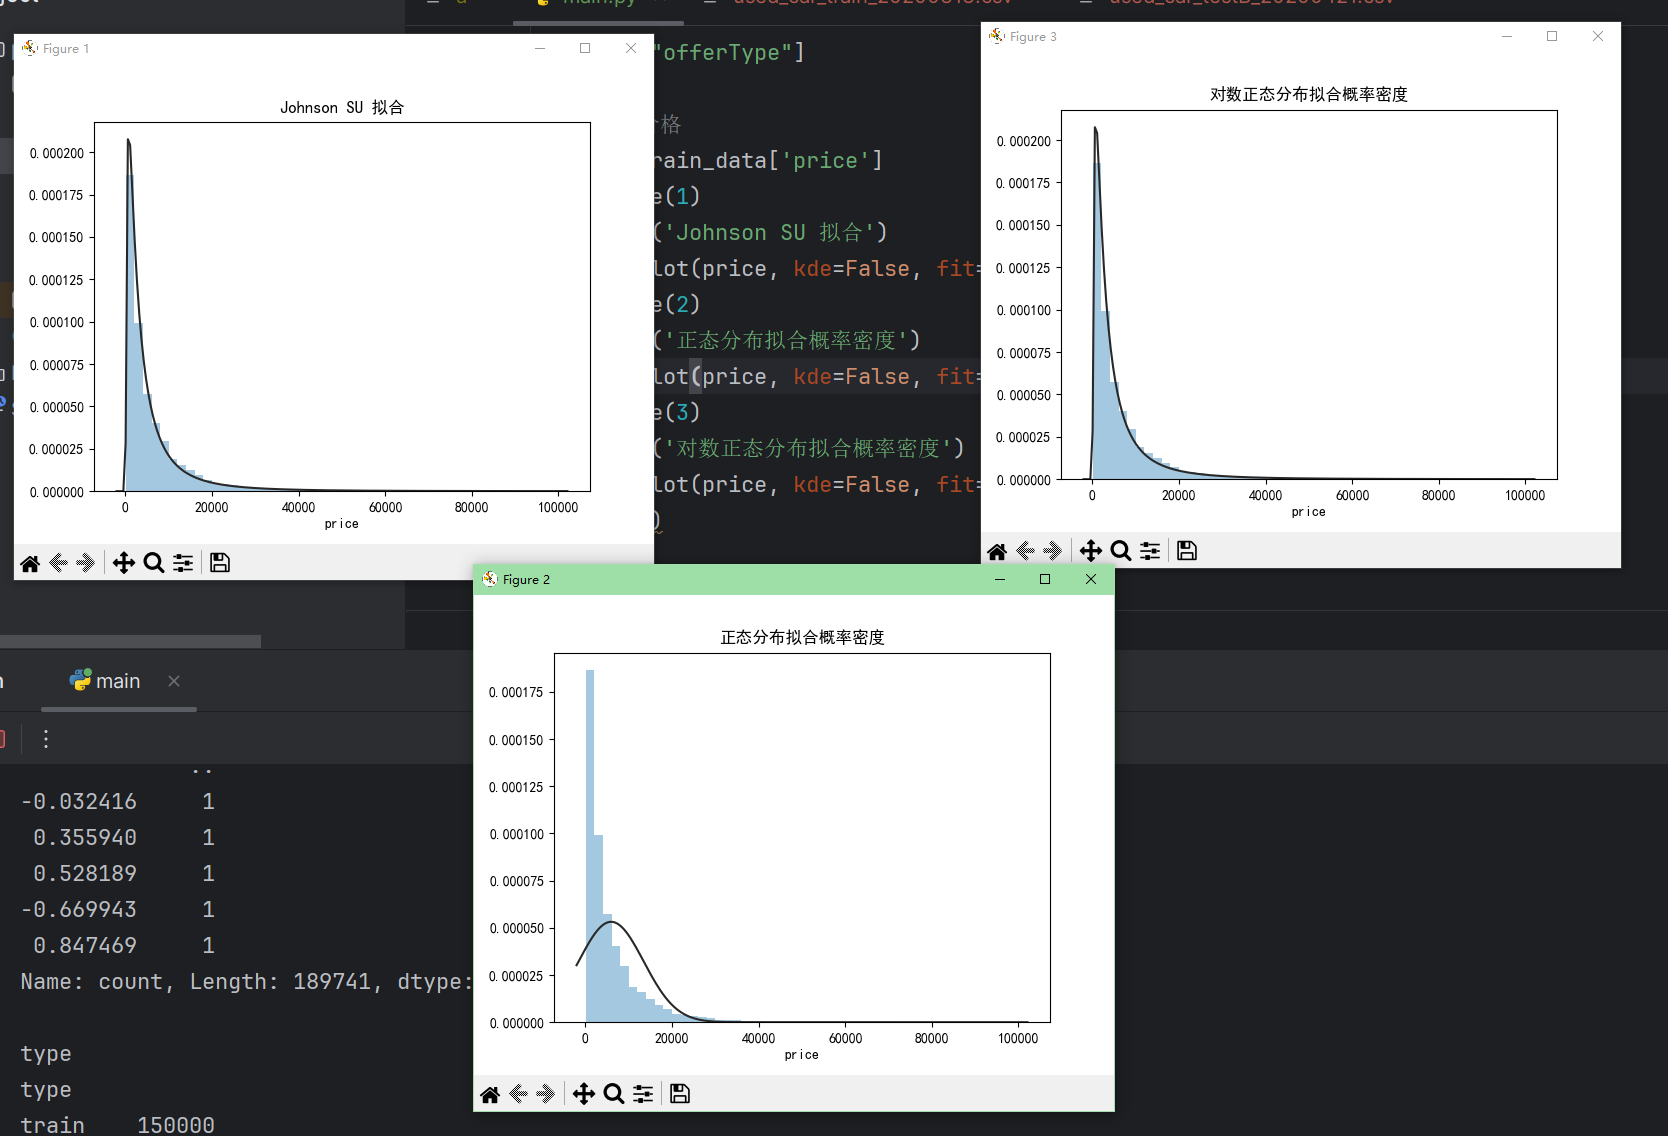 main.py
"offerType"]
价格
rain_data['price']
e(1)
('Johnson SU 拟合')
lot(price, kde=False, fit=
e(2)
('正态分布拟合概率密度')
lot(price, kde=False, fit=
e(3)
('对数正态分布拟合概率密度')
lot(price, kde=False, fit=
)
Figure 1
Johnson SU 拟合
0.000200
0.000175
0.000150
0.000125
0.000100
0.000075
0.000050
0.000025
0.000000
0 20000 40000 60000 80000 100000
price
Figure 3
对数正态分布拟合概率密度
0.000200
0.000175
0.000150
0.000125
0.000100
0.000075
0.000050
0.000025
0.000000
0 20000 40000 60000 80000 100000
price
Figure 2
正态分布拟合概率密度
0.000175
0.000150
0.000125
0.000100
0.000075
0.000050
0.000025
0.000000
0 20000 40000 60000 80000 100000
price
main
-0.032416 1
0.355940 1
0.528189 1
-0.669943 1
0.847469 1
Name: count, Length: 189741, dtype:
type
type
train 150000